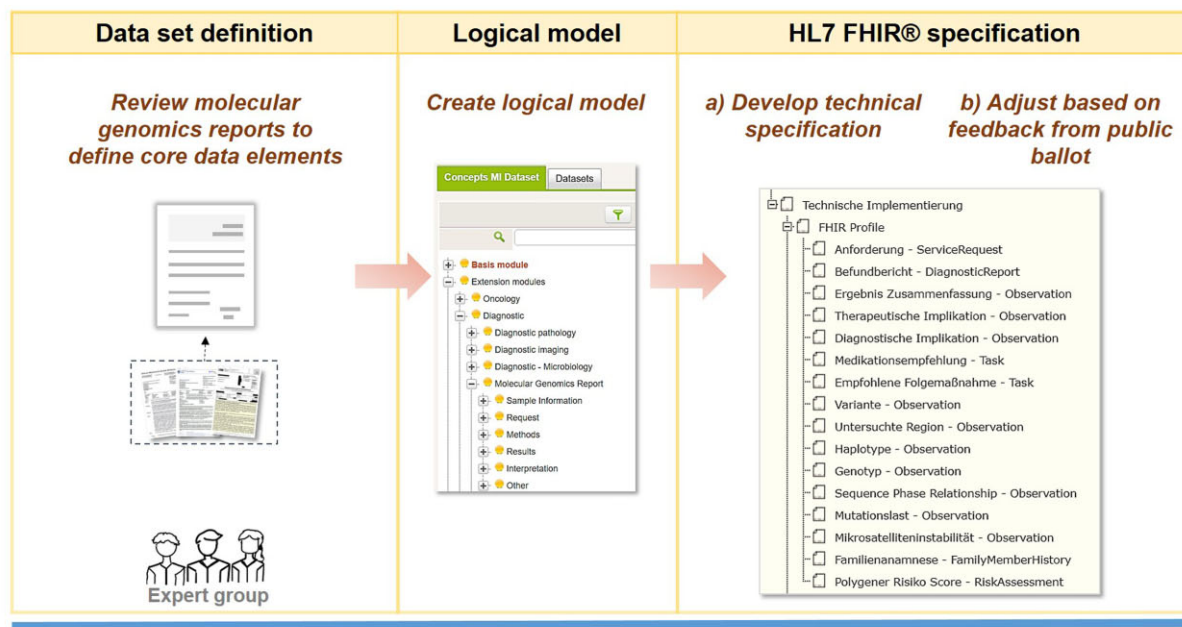 Data set definition
Logical model
HL7 FHIR® specification
Review molecular
genomics reports to
define core data elements
Create logical model
a) Develop technical
specification
b) Adjust based on
feedback from public
ballot
Expert group
Concepts MI Dataset
Datasets
Basis module
Extension modules
Oncology
Diagnostic
Diagnostic pathology
Diagnostic imaging
Diagnostic - Microbiology
Molecular Genomics Report
Sample Information
Request
Methods
Results
Interpretation
Other
Technische Implementierung
FHIR Profile
Anforderung - ServiceRequest
Befundbericht - DiagnosticReport
Ergebnis Zusammenfassung - Observation
Therapeutische Implikation - Observation
Diagnostische Implikation - Observation
Medikationsempfehlung - Task
Empfohlene Folgemaßnahme - Task
Variante - Observation
Untersuchte Region - Observation
Haplotype - Observation
Genotyp - Observation
Sequence Phase Relationship - Observation
Mutationslast - Observation
Mikrosatelliteninstabilität - Observation
Familienanamnese - FamilyMemberHistory
Polygener Risiko Score - RiskAssessment